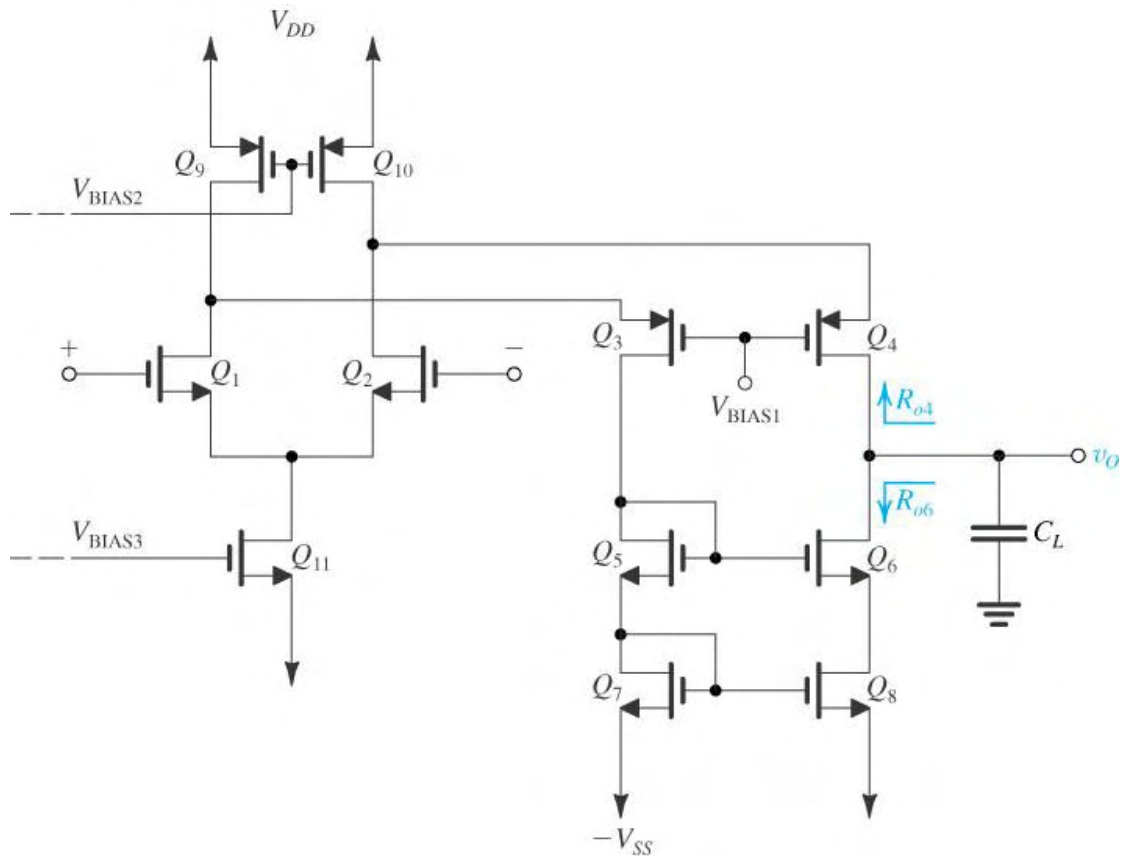 V_DD
Q_9
Q_10
V_BIAS2
+
Q_1
Q_2
−
Q_3
Q_4
V_BIAS1
R_o4
v_O
R_o6
V_BIAS3
Q_11
Q_5
Q_6
C_L
Q_7
Q_8
−V_SS